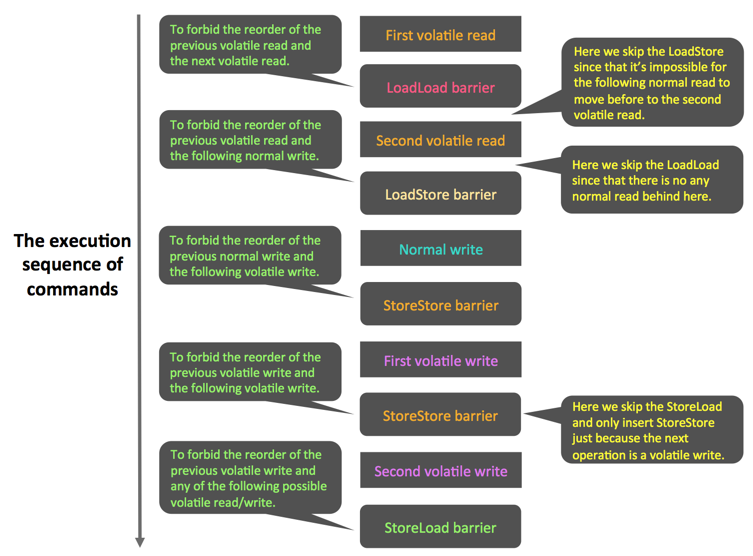 To forbid the reorder of the
previous volatile read and
the next volatile read.
First volatile read
LoadLoad barrier
Here we skip the LoadStore
since that it's impossible for
the following normal read to
move before to the second
volatile read.
To forbid the reorder of the
previous volatile read and
the following normal write.
Second volatile read
LoadStore barrier
Here we skip the LoadLoad
since that there is no any
normal read behind here.
The execution
sequence of
commands
To forbid the reorder of the
previous normal write and
the following volatile write.
Normal write
StoreStore barrier
To forbid the reorder of the
previous volatile write and
the following volatile write.
First volatile write
StoreStore barrier
Here we skip the StoreLoad
and only insert StoreStore
just because the next
operation is a volatile write.
To forbid the reorder of the
previous volatile write and
any of the following possible
volatile read/write.
Second volatile write
StoreLoad barrier